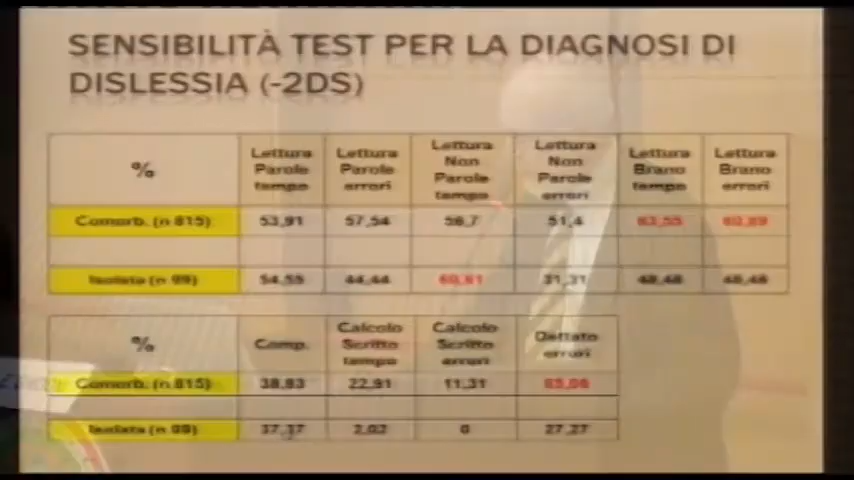 SENSIBILITÀ TEST PER LA DIAGNOSI DI
DISLESSIA (-2DS)
% Lettura Parole tempo Lettura Parole errori Lettura Non Parole tempo Lettura Non Parole errori Lettura Brano tempo Lettura Brano errori
Comorb. (n 815) 53,91 57,54 56,7 51,4 63,55
Isolata (n 99) 54,55 44,44 60,61 31,31 48,48 48,48
% Comp. Calcolo Scritto tempo Calcolo Scritto errori Dettato errori
Comorb. (n 815) 38,83 22,91 11,31
Isolata (n 99) 37,37 2,02 0 27,27